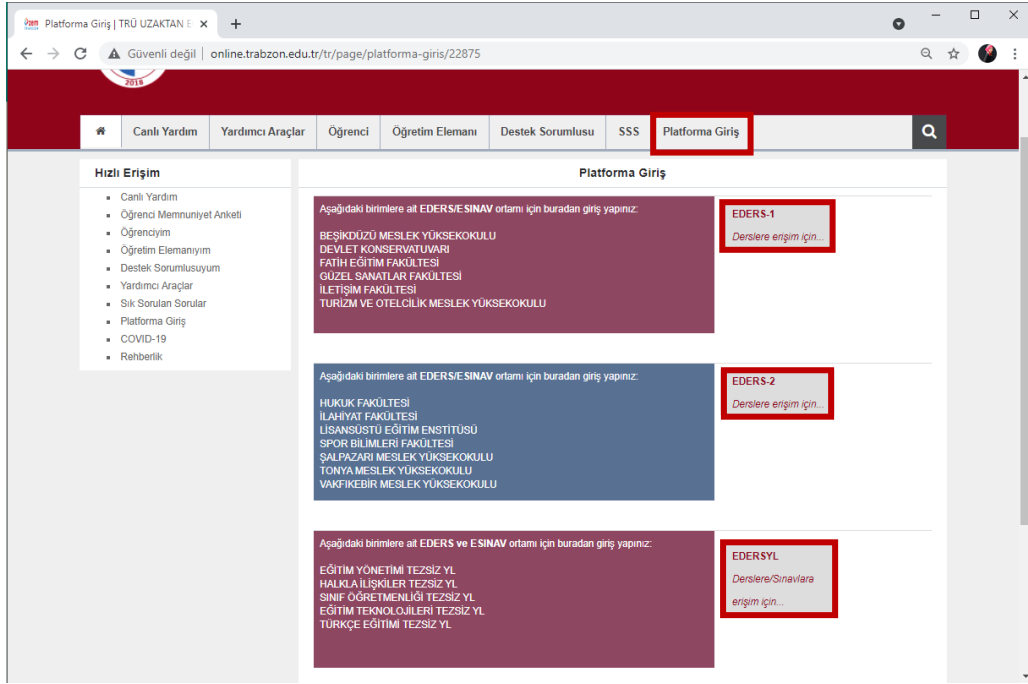 Platforma Giriş | TRÜ UZAKTAN E
Güvenli değil | online.trabzon.edu.tr/tr/page/platforma-giris/22875
2018
Canlı Yardım Yardımcı Araçlar Öğrenci Öğretim Elemanı Destek Sorumlusu SSS Platforma Giriş
Hızlı Erişim
Canlı Yardım
Öğrenci Memnuniyet Anketi
Öğrenciyim
Öğretim Elemanıyım
Destek Sorumlusuyum
Yardımcı Araçlar
Sık Sorulan Sorular
Platforma Giriş
COVID-19
Rehberlik
Platforma Giriş
Aşağıdaki birimlere ait EDERS/ESINAV ortamı için buradan giriş yapınız:
BEŞİKDÜZÜ MESLEK YÜKSEKOKULU
DEVLET KONSERVATUVARI
FATİH EĞİTİM FAKÜLTESİ
GÜZEL SANATLAR FAKÜLTESİ
İLETİŞİM FAKÜLTESİ
TURİZM VE OTELCİLİK MESLEK YÜKSEKOKULU
EDERS-1
Derslere erişim için...
Aşağıdaki birimlere ait EDERS/ESINAV ortamı için buradan giriş yapınız:
HUKUK FAKÜLTESİ
İLAHİYAT FAKÜLTESİ
LİSANSÜSTÜ EĞİTİM ENSTİTÜSÜ
SPOR BİLİMLERİ FAKÜLTESİ
ŞALPAZARI MESLEK YÜKSEKOKULU
TONYA MESLEK YÜKSEKOKULU
VAKFIKEBİR MESLEK YÜKSEKOKULU
EDERS-2
Derslere erişim için...
Aşağıdaki birimlere ait EDERS ve ESINAV ortamı için buradan giriş yapınız:
EĞİTİM YÖNETİMİ TEZSİZ YL
HALKLA İLİŞKİLER TEZSİZ YL
SINIF ÖĞRETMENLİĞİ TEZSİZ YL
EĞİTİM TEKNOLOJİLERİ TEZSİZ YL
TÜRKÇE EĞİTİMİ TEZSİZ YL
EDERSYL
Derslere/Sınavlara
erişim için...